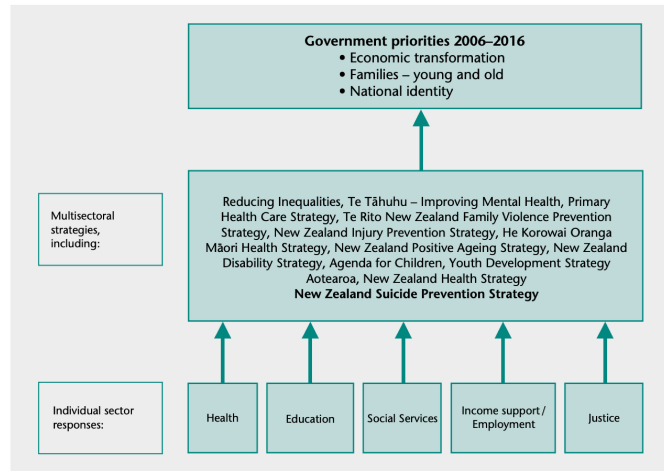 Government priorities 2006–2016
• Economic transformation
• Families – young and old
• National identity
Multisectoral
strategies,
including:
Reducing Inequalities, Te Tāhuhu – Improving Mental Health, Primary
Health Care Strategy, Te Rito New Zealand Family Violence Prevention
Strategy, New Zealand Injury Prevention Strategy, He Korowai Oranga
Māori Health Strategy, New Zealand Positive Ageing Strategy, New Zealand
Disability Strategy, Agenda for Children, Youth Development Strategy
Aotearoa, New Zealand Health Strategy
New Zealand Suicide Prevention Strategy
Individual sector
responses:
Health
Education
Social Services
Income support/
Employment
Justice